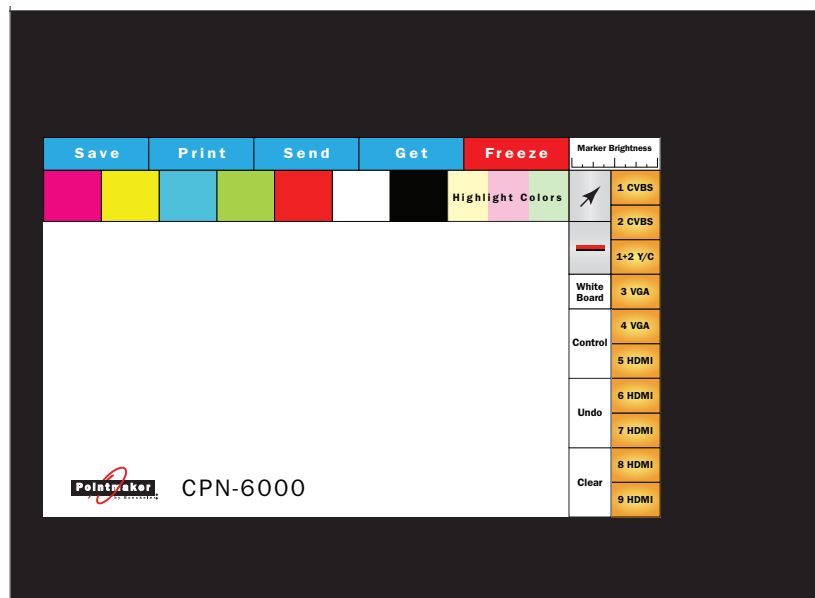 Save Print Send Get Freeze Marker Brightness
Highlight Colors
1 CVBS
2 CVBS
1+2 Y/C
White
Board
3 VGA
4 VGA
Control
5 HDMI
6 HDMI
Undo
7 HDMI
8 HDMI
Clear
9 HDMI
Pointmaker
CPN-6000